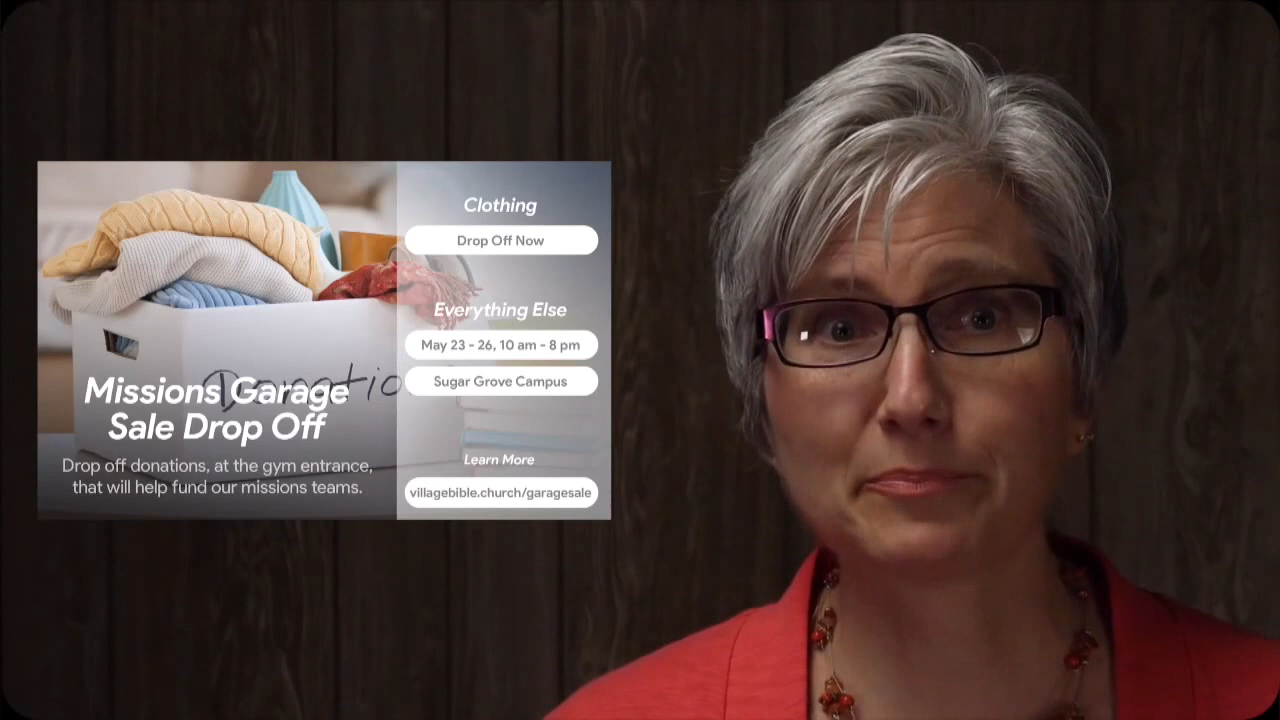 Donatio
Missions Garage
Sale Drop Off
Drop off donations, at the gym entrance,
that will help fund our missions teams.
Clothing
Drop Off Now
Everything Else
May 23 - 26, 10 am - 8 pm
Sugar Grove Campus
Learn More
villagebible.church/garagesale